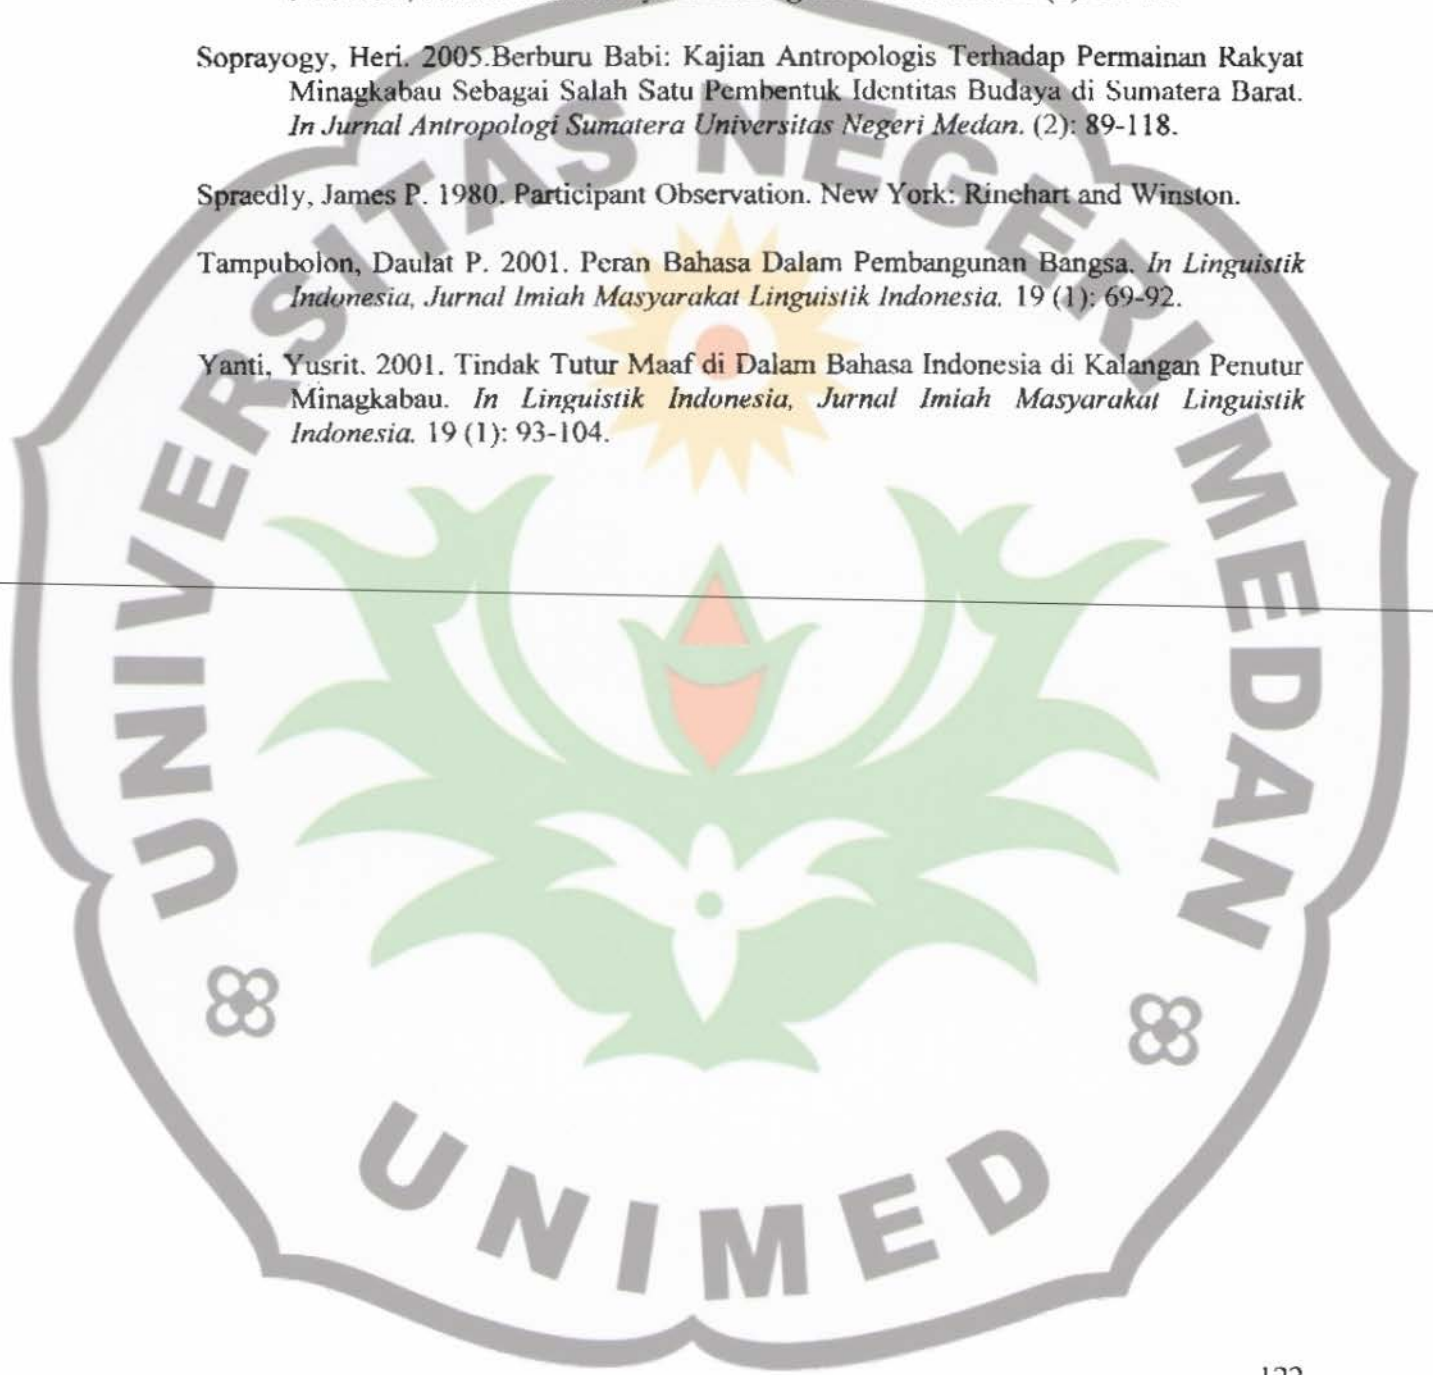 Soprayogy, Heri. 2005.Berburu Babi: Kajian Antropologis Terhadap Permainan Rakyat
Minagkabau Sebagai Salah Satu Pembentuk Identitas Budaya di Sumatera Barat.
In Jurnal Antropologi Sumatera Universitas Negeri Medan. (2): 89-118.
Spraedly, James P. 1980. Participant Observation. New York: Rinehart and Winston.
Tampubolon, Daulat P. 2001. Peran Bahasa Dalam Pembangunan Bangsa. In Linguistik
Indonesia, Jurnal Imiah Masyarakat Linguistik Indonesia. 19 (1): 69-92.
Yanti, Yusrit. 2001. Tindak Tutur Maaf di Dalam Bahasa Indonesia di Kalangan Penutur
Minagkabau. In Linguistik Indonesia, Jurnal Imiah Masyarakat Linguistik
Indonesia. 19 (1): 93-104.
UNIVERSITAS NEGERI MEDAN
UNIMED